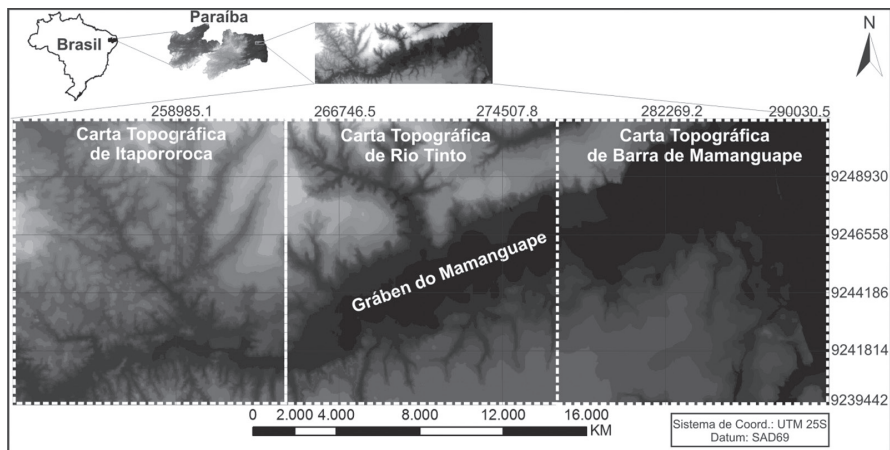 Paraíba
Brasil
N
258985.1
266746.5
274507.8
282269.2
290030.5
Carta Topográfica
de Itapororoca
Carta Topográfica
de Rio Tinto
Carta Topográfica
de Barra de Mamanguape
9248930
9246558
Gráben do Mamanguape
9244186
9241814
9239442
0 2.000 4.000 8.000 12.000 16.000
KM
Sistema de Coord.: UTM 25S
Datum: SAD69